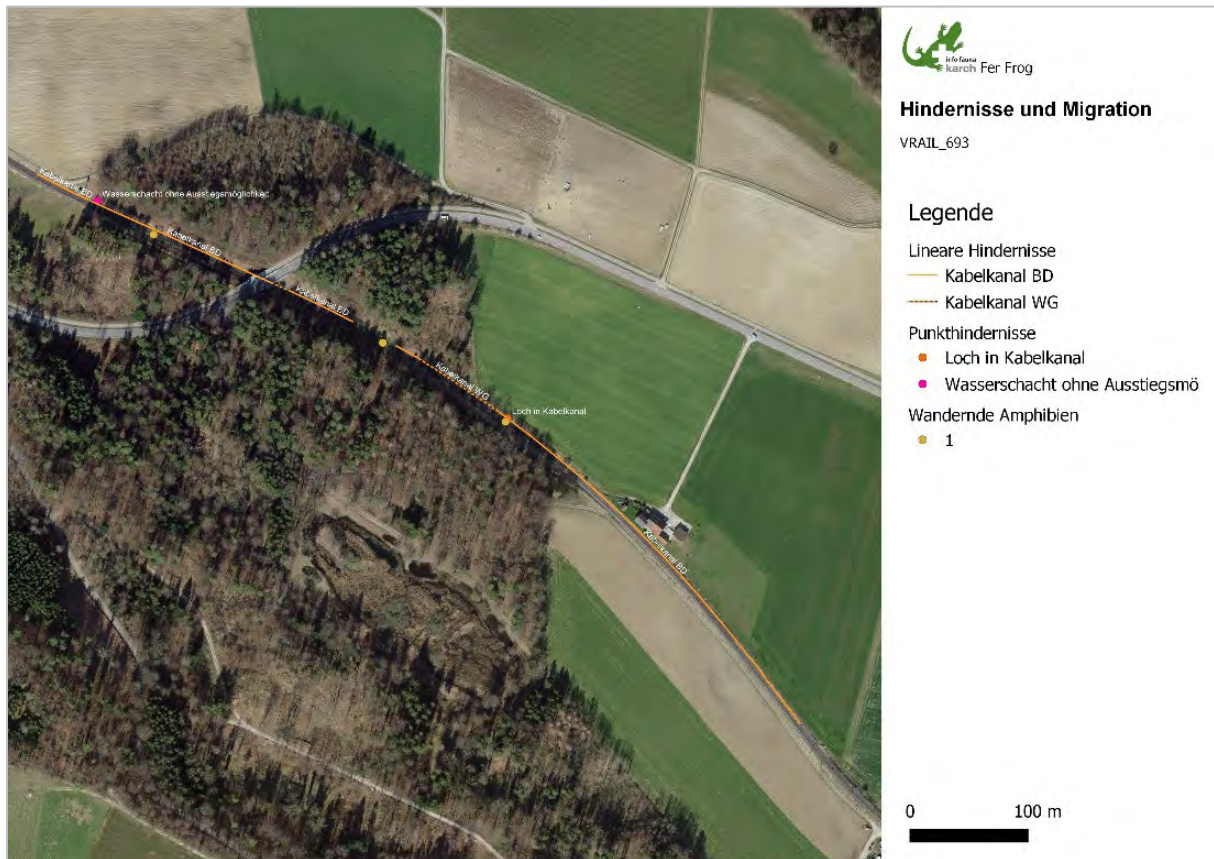 info fauna
karch Fer Frog
Hindernisse und Migration
VRAIL_693
Legende
Lineare Hindernisse
Kabelkanal BD
Kabelkanal WG
Punkthindernisse
Loch in Kabelkanal
Wasserschacht ohne Ausstiegsmö
Wandernde Amphibien
1
0 100 m
Kabelkanal BD
Wasserschacht ohne Ausstiegsmöglichkeit
Kabelkanal BD
Kabelkanal BD
Kabelkanal WG
Loch in Kabelkanal
Kabelkanal BD